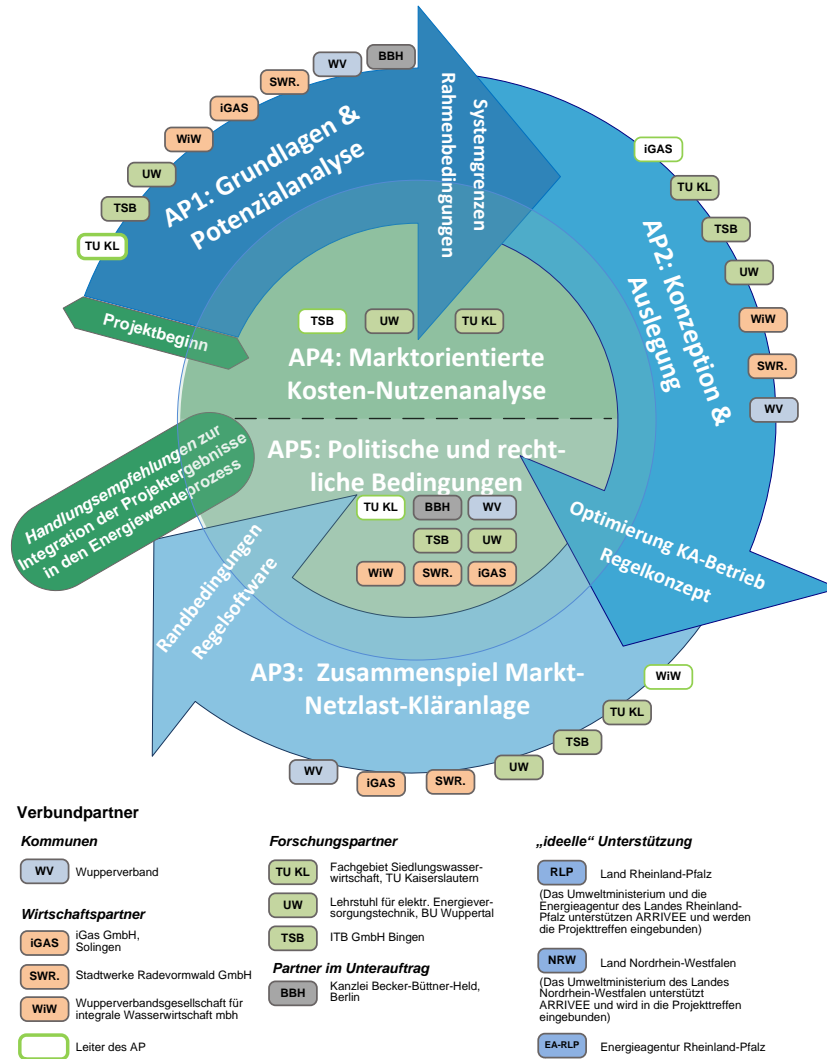 BBH
WV
SWR.
iGAS
WiW
UW
TSB
TU KL
AP1: Grundlagen &
Potenzialanalyse
Systemgrenzen
Rahmenbedingungen
iGAS
TU KL
TSB
UW
WiW
SWR.
WV
AP2: Konzeption &
Auslegung
Projektbeginn
TSB
UW
TU KL
AP4: Marktorientierte
Kosten-Nutzenanalyse
AP5: Politische und recht-
liche Bedingungen
TU KL
BBH
WV
TSB
UW
WiW
SWR.
iGAS
Handlungsempfehlungen zur
Integration der Projektergebnisse
in den Energiewendeprozess
Optimierung KA-Betrieb
Regelkonzept
Randbedingungen
Regelsoftware
AP3: Zusammenspiel Markt-
Netzlast-Kläranlage
WiW
TU KL
TSB
UW
SWR.
iGAS
WV
Verbundpartner
Kommunen
WV Wupperverband
Wirtschaftspartner
iGAS iGas GmbH,
Solingen
SWR. Stadtwerke Radevormwald GmbH
WiW Wupperverbandsgesellschaft für
integrale Wasserwirtschaft mbh
Leiter des AP
Forschungspartner
TU KL Fachgebiet Siedlungswasser-
wirtschaft, TU Kaiserslautern
UW Lehrstuhl für elektr. Energiever-
sorgungstechnik, BU Wuppertal
TSB ITB GmbH Bingen
Partner im Unterauftrag
BBH Kanzlei Becker-Büttner-Held,
Berlin
„ideelle“ Unterstützung
RLP Land Rheinland-Pfalz
(Das Umweltministerium und die
Energieagentur des Landes Rheinland-
Pfalz unterstützen ARRIVEE und werden
die Projekttreffen eingebunden)
NRW Land Nordrhein-Westfalen
(Das Umweltministerium des Landes
Nordrhein-Westfalen unterstützt
ARRIVEE und wird in die Projekttreffen
eingebunden)
EA-RLP Energieagentur Rheinland-Pfalz